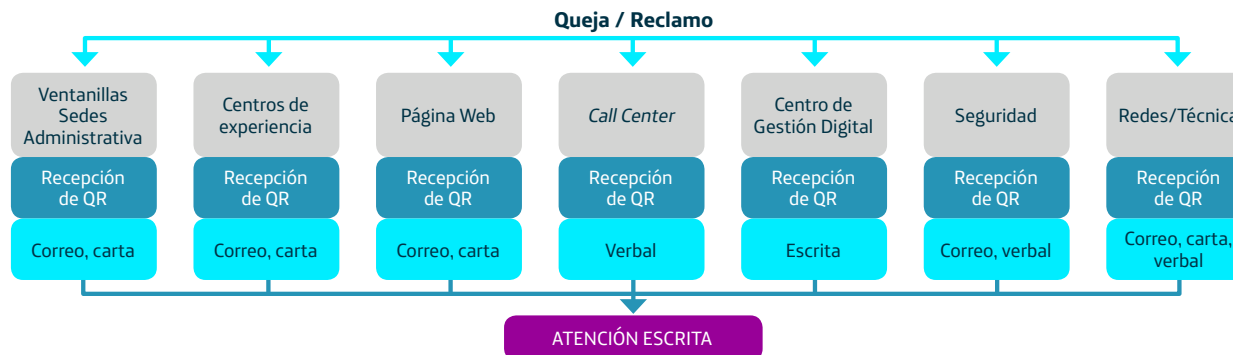 Queja / Reclamo
Ventanillas
Sedes
Administrativa
Centros de
experiencia
Página Web
Call Center
Centro de
Gestión Digital
Seguridad
Redes/Técnica
Recepción
de QR
Recepción
de QR
Recepción
de QR
Recepción
de QR
Recepción
de QR
Recepción
de QR
Recepción
de QR
Correo, carta
Correo, carta
Correo, carta
Verbal
Escrita
Correo, verbal
Correo, carta,
verbal
ATENCIÓN ESCRITA